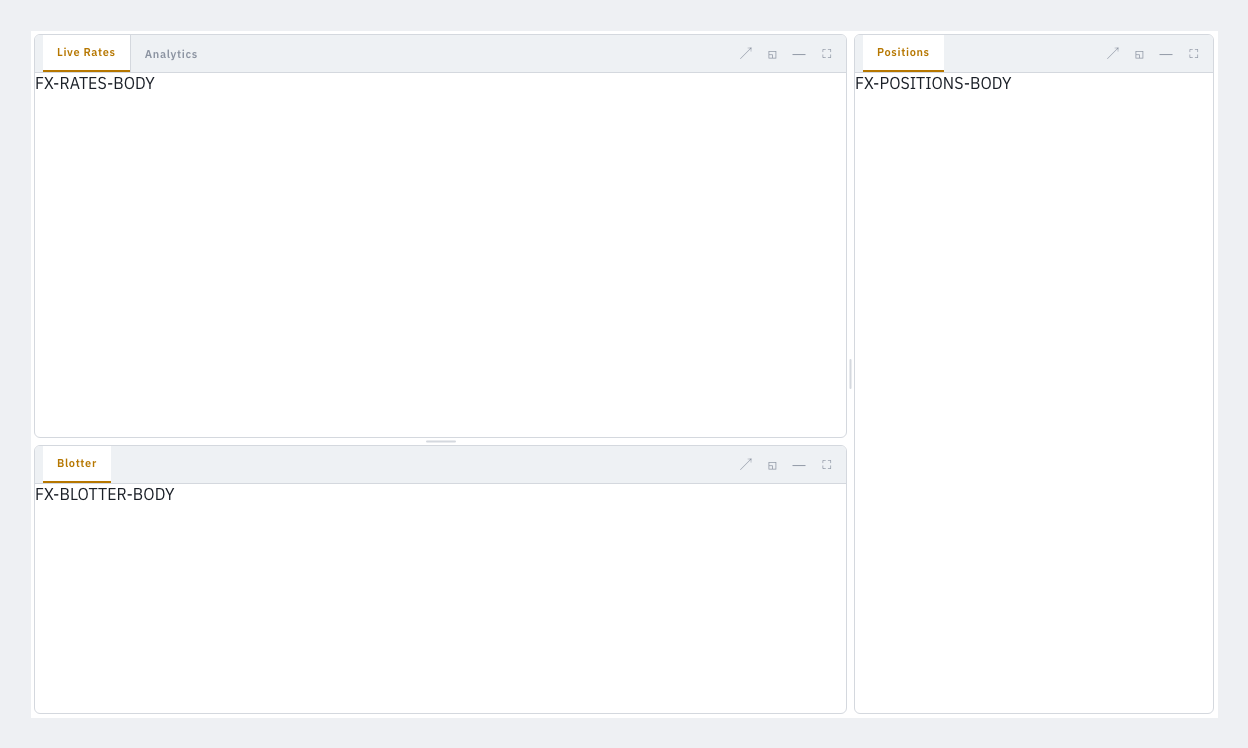 Live Rates Analytics
FX-RATES-BODY
Blotter
FX-BLOTTER-BODY
Positions
FX-POSITIONS-BODY